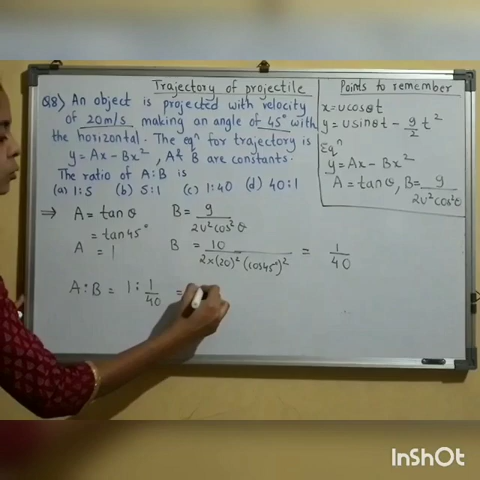 Trajectory of projectile
Q8) An object is projected with velocity
of 20m/s making an angle of 45° with
the horizontal. The eqⁿ for trajectory is
y = Ax - Bx², A & B are constants.
The ratio of A:B is
(a) 1:5 (b) 5:1 (c) 1:40 (d) 40:1
⇒ A = tanθ B = g/2u²cos²θ
= tan45° B = 10/2×(20)²(cos45°)² = 1/40
A = 1
A:B = 1:1/40 =
Points to remember
x = ucosθt
y = usinθt - g/2 t²
Eqⁿ
y = Ax - Bx²
A = tanθ, B = g/2u²cos²θ
InShOt